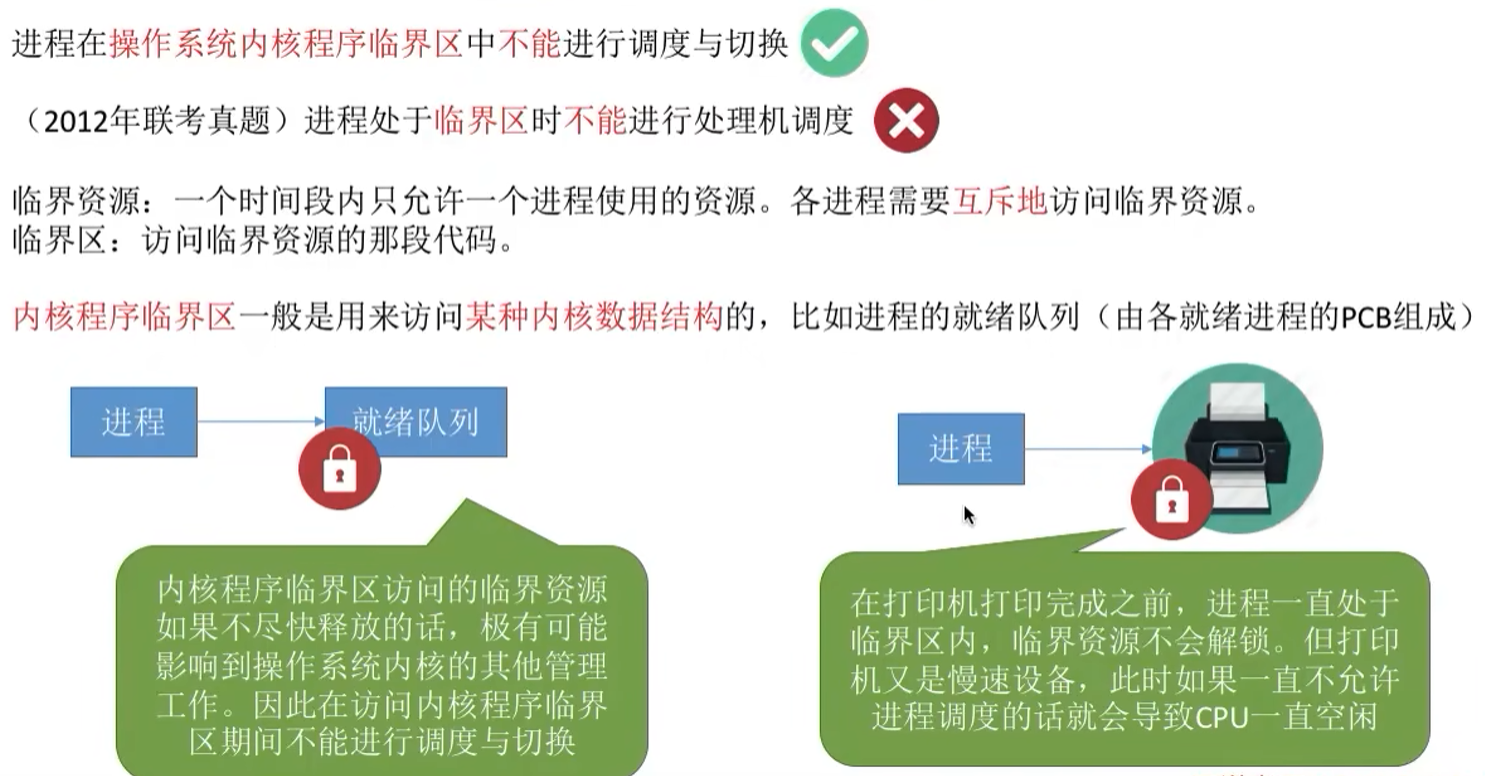 进程在操作系统内核程序临界区中不能进行调度与切换
（2012年联考真题）进程处于临界区时不能进行处理机调度
临界资源：一个时间段内只允许一个进程使用的资源。各进程需要互斥地访问临界资源。
临界区：访问临界资源的那段代码。
内核程序临界区一般是用来访问某种内核数据结构的，比如进程的就绪队列（由各就绪进程的PCB组成）
进程
就绪队列
内核程序临界区访问的临界资源
如果不尽快释放的话，极有可能
影响到操作系统内核的其他管理
工作。因此在访问内核程序临界
区期间不能进行调度与切换
进程
在打印机打印完成之前，进程一直处于
临界区内，临界资源不会解锁。但打印
机又是慢速设备，此时如果一直不允许
进程调度的话就会导致CPU一直空闲